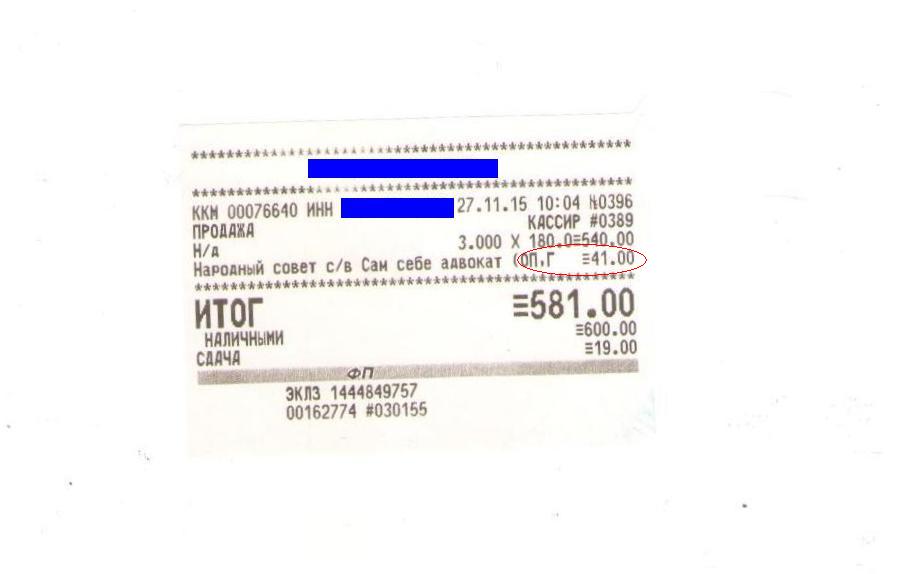 ****************************************************
****************************************************
ККМ 00076640 ИНН 27.11.15 10:04 №0396
ПРОДАЖА КАССИР #0389
Н/д 3.000 X 180.0≡540.00
Народный совет с/в Сам себе адвокат (ОП.Г ≡41.00
****************************************************
ИТОГ ≡581.00
НАЛИЧНЫМИ ≡600.00
СДАЧА ≡19.00
ФП
ЭКЛЗ 1444849757
00162774 #030155